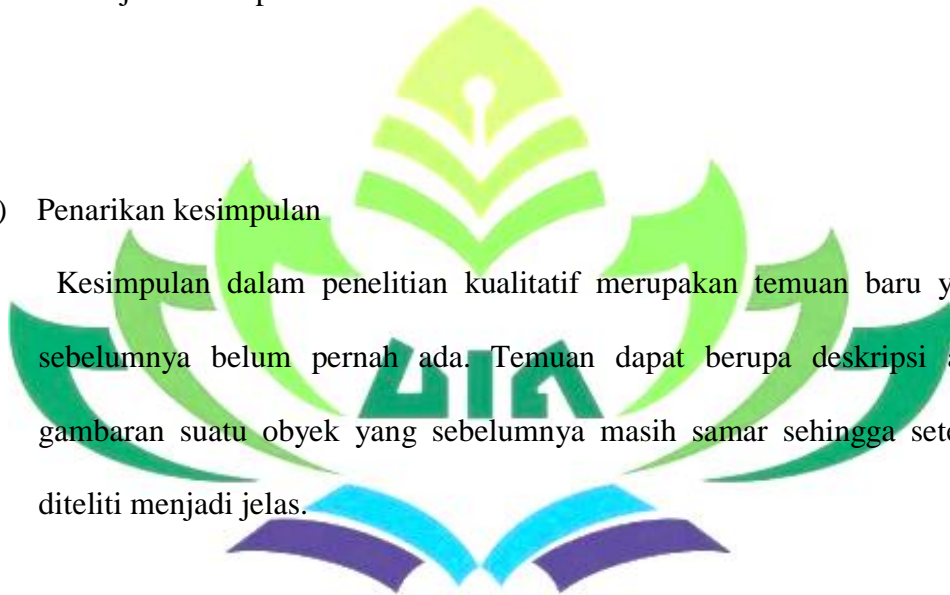 ) Penarikan kesimpulan
Kesimpulan dalam penelitian kualitatif merupakan temuan baru
sebelumnya belum pernah ada. Temuan dapat berupa deskripsi
gambaran suatu obyek yang sebelumnya masih samar sehingga
diteliti menjadi jelas.